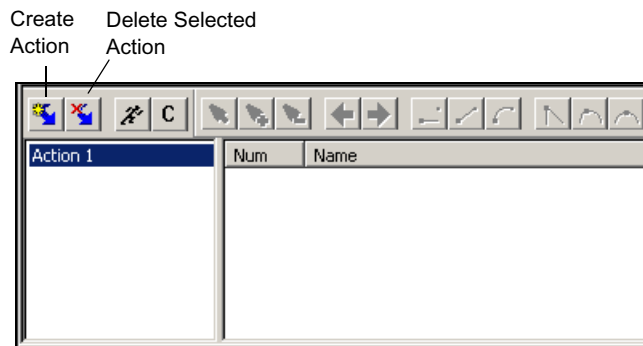 Create
Action
Delete Selected
Action
C
Action 1
Num Name